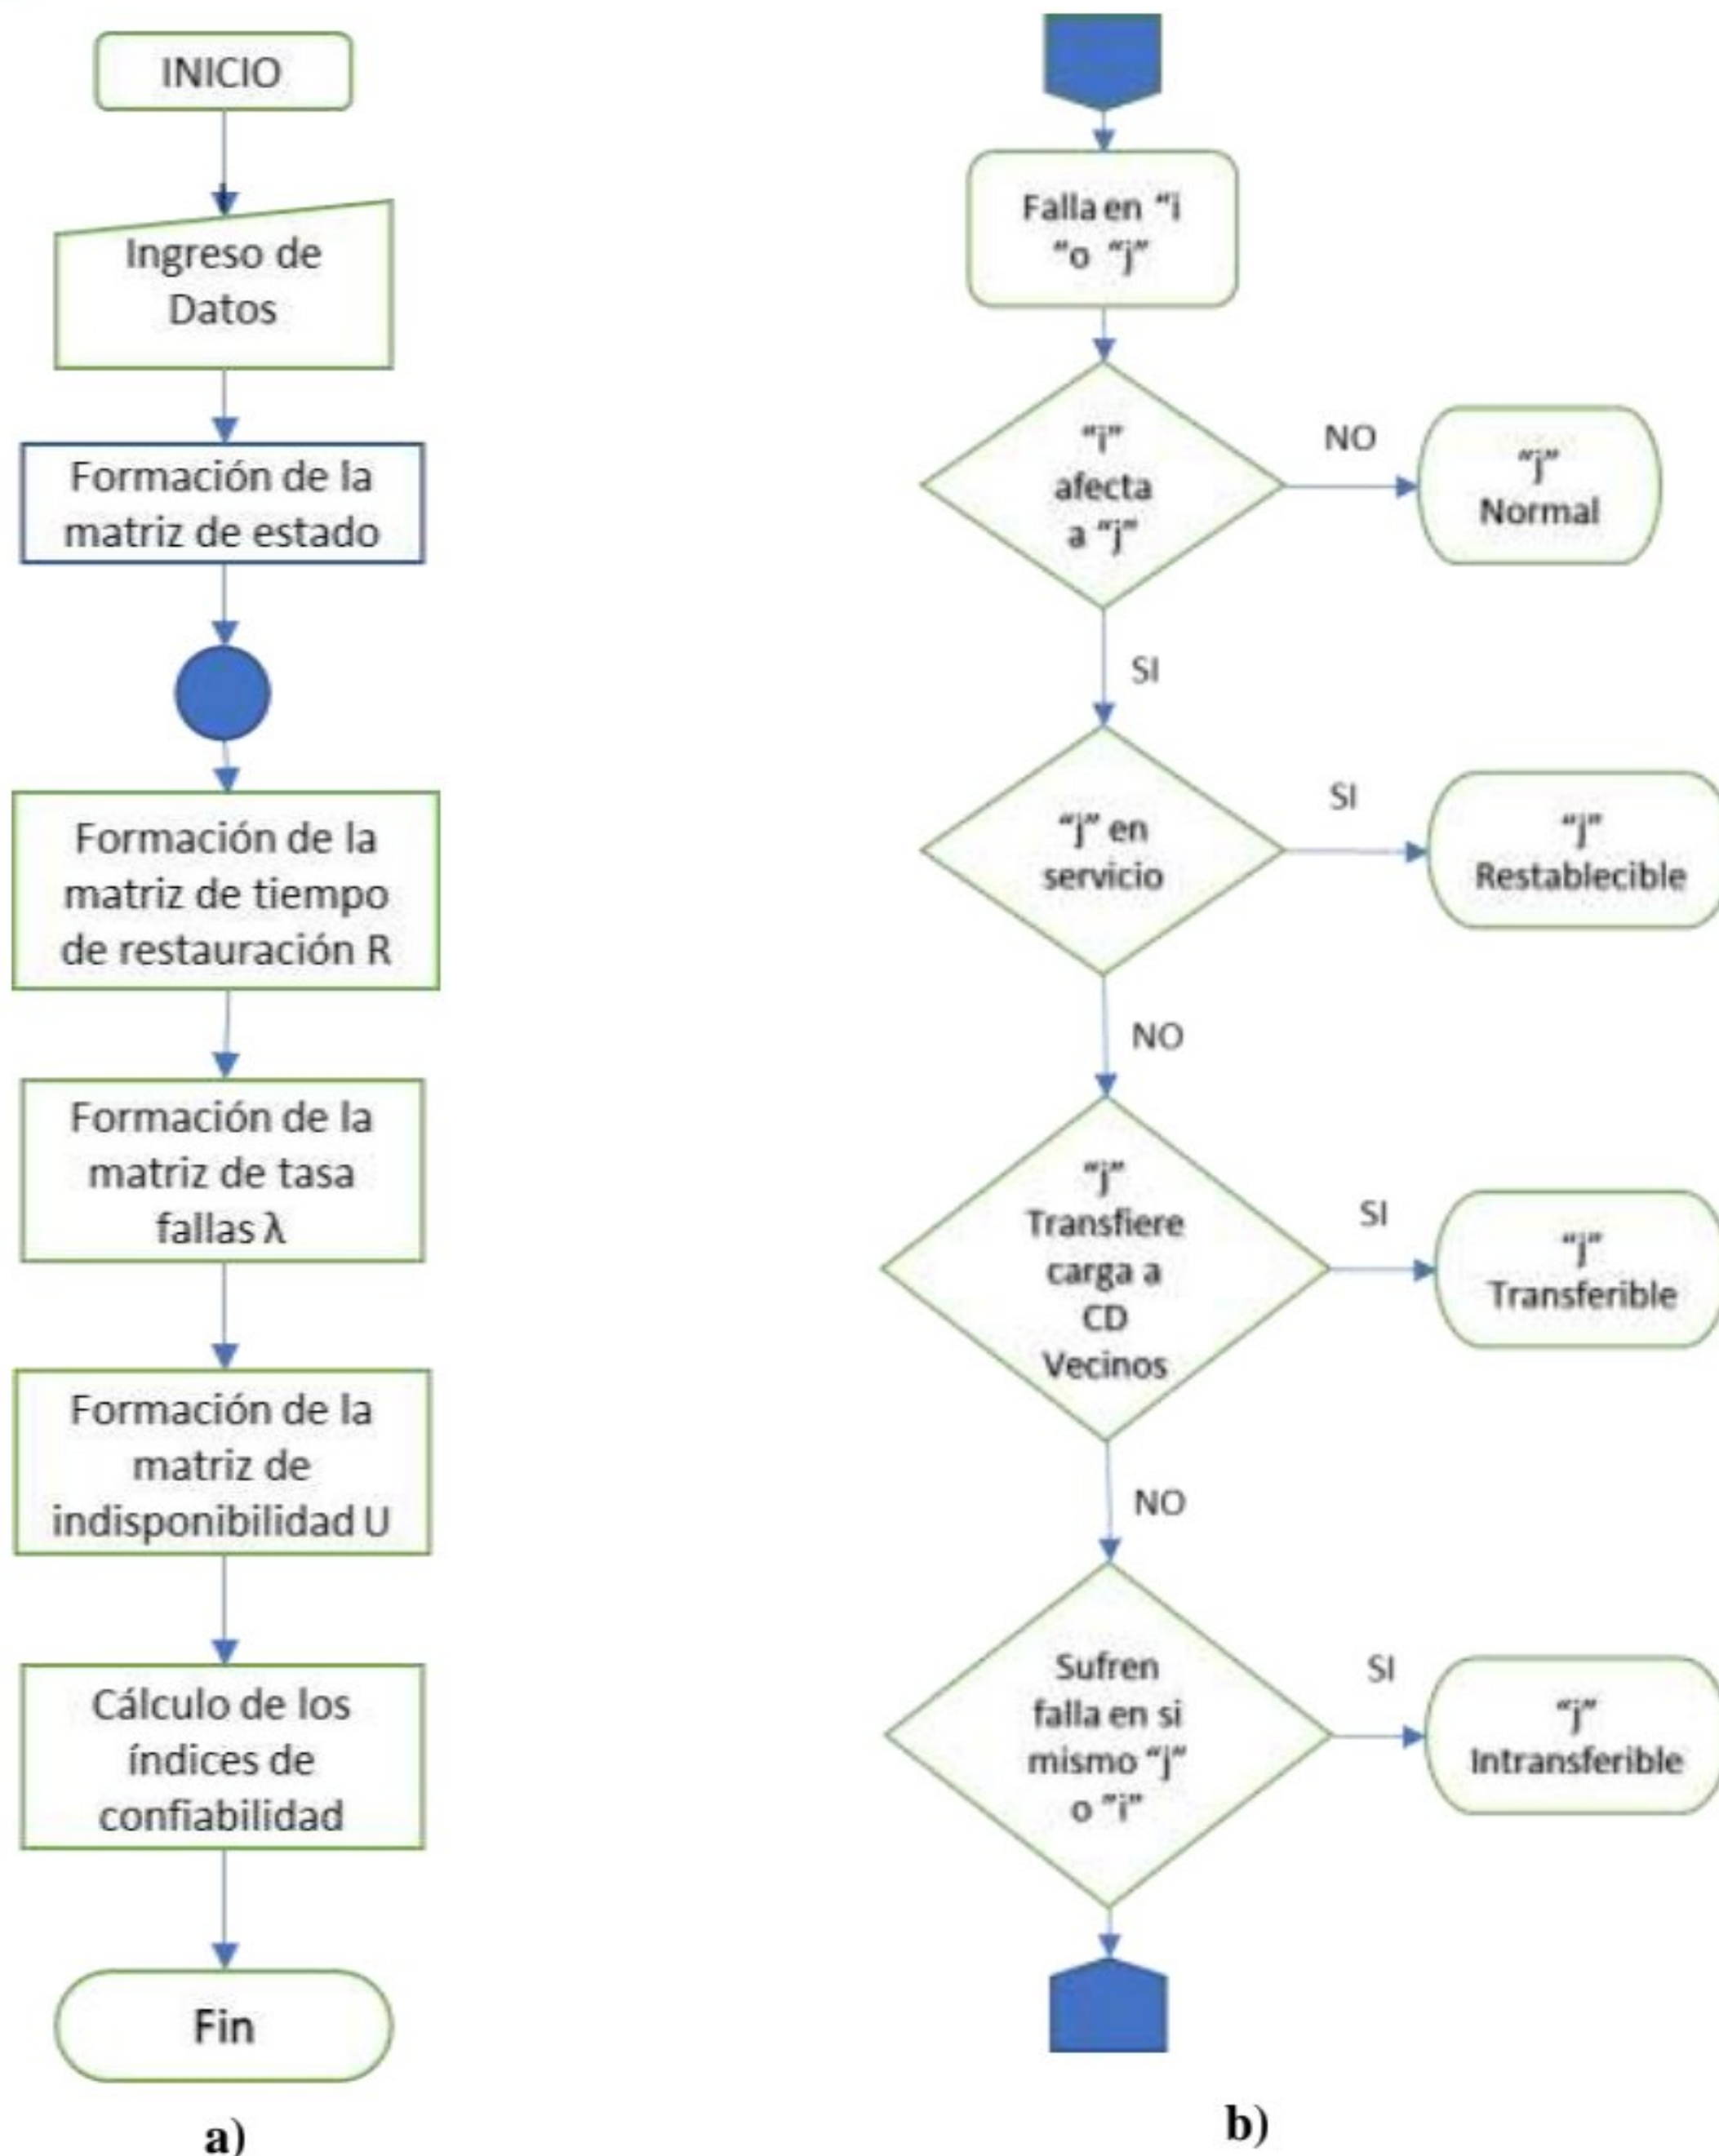 INICIO
Ingreso de
Datos
Formación de la
matriz de estado
Formación de la
matriz de tiempo
de restauración R
Formación de la
matriz de tasa
fallas λ
Formación de la
matriz de
indisponibilidad U
Cálculo de los
índices de
confiabilidad
Fin
a)
Falla en “i
“o “j”
“i”
afecta
a “j”
NO
“j”
Normal
SI
“j” en
servicio
SI
“j”
Restablecible
NO
“j”
Transfiere
carga a
CD
Vecinos
SI
“j”
Transferible
NO
Sufren
falla en si
mismo “j”
o “i”
SI
“j”
Intransferible
b)